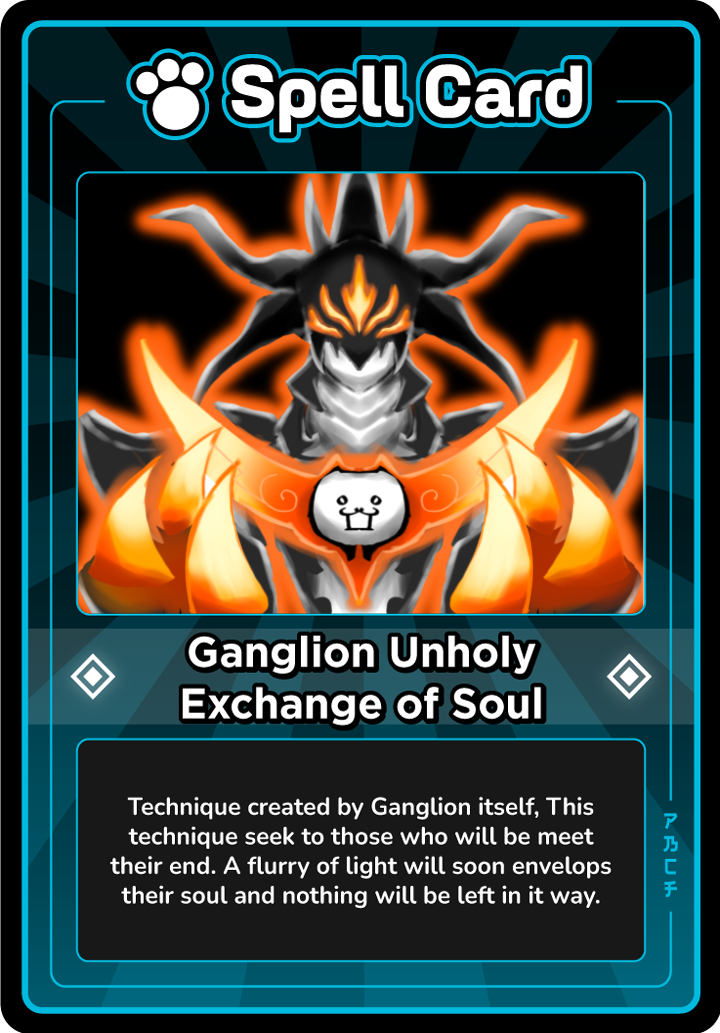 Spell Card
Ganglion Unholy
Exchange of Soul
Technique created by Ganglion itself, This
technique seek to those who will be meet
their end. A flurry of light will soon envelops
their soul and nothing will be left in it way.